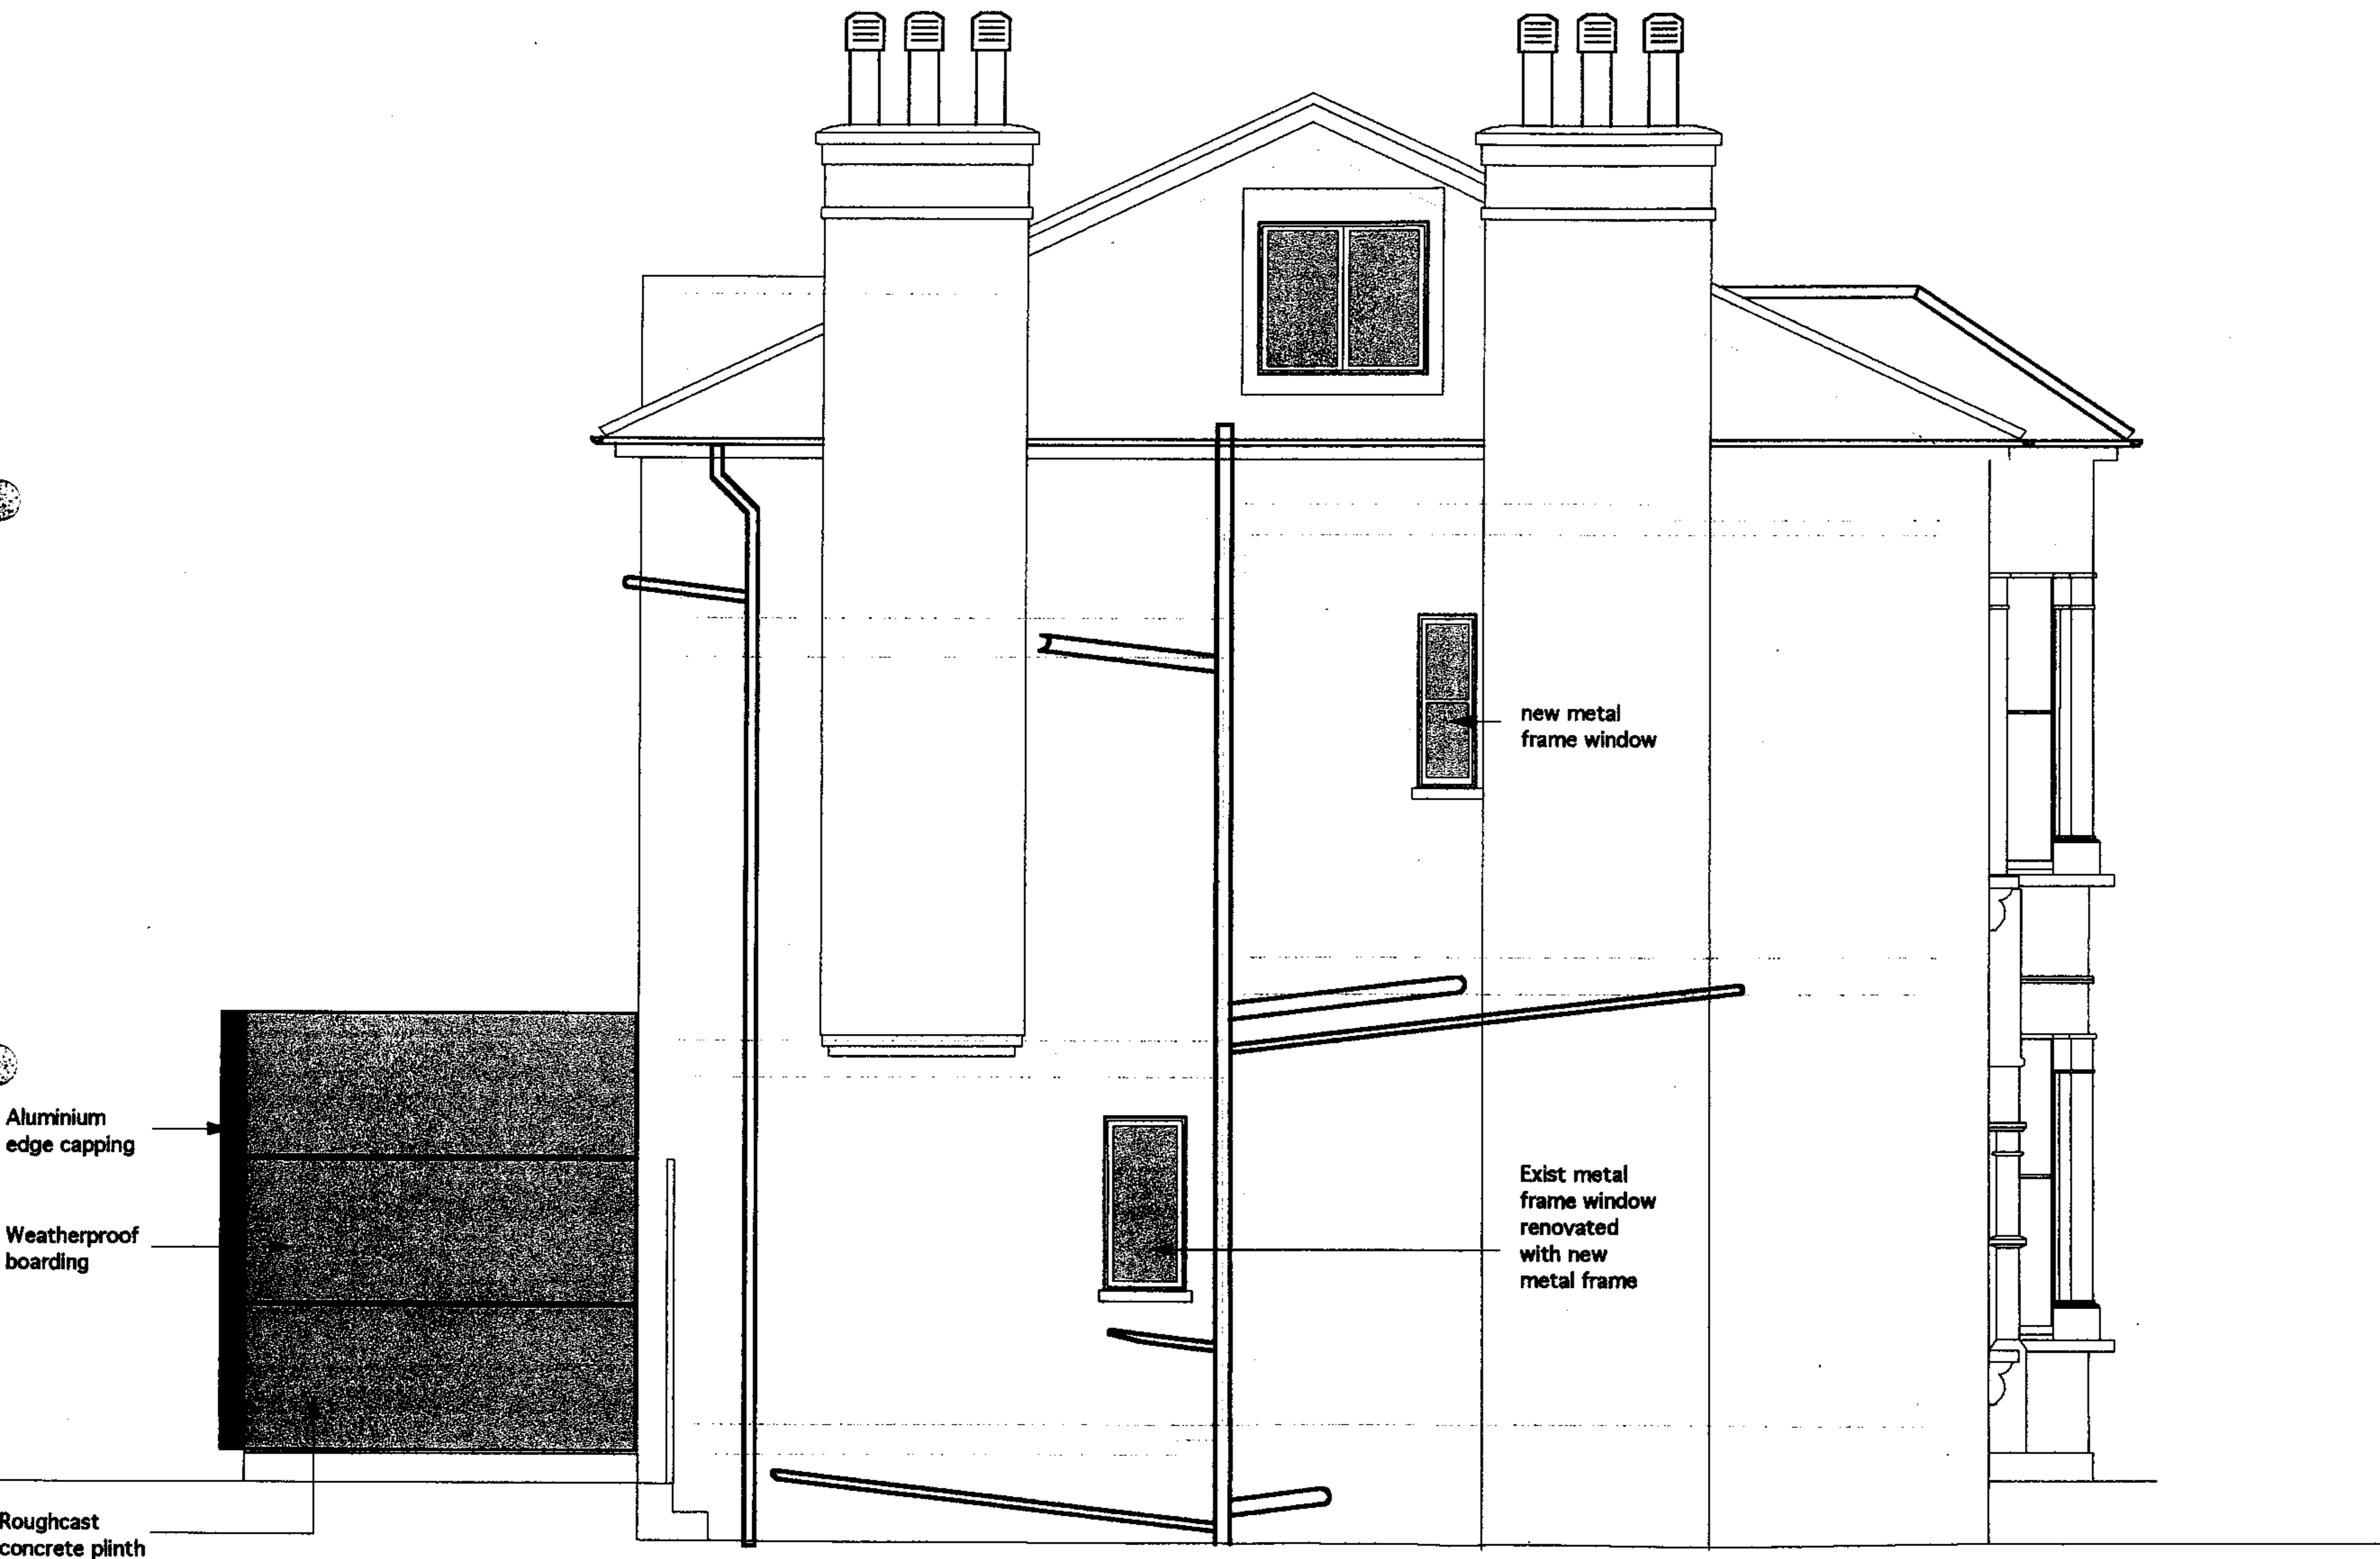 new metal
frame window
Aluminium
edge capping
Exist metal
frame window
renovated
with new
metal frame
Weatherproof
boarding
Roughcast
concrete plinth